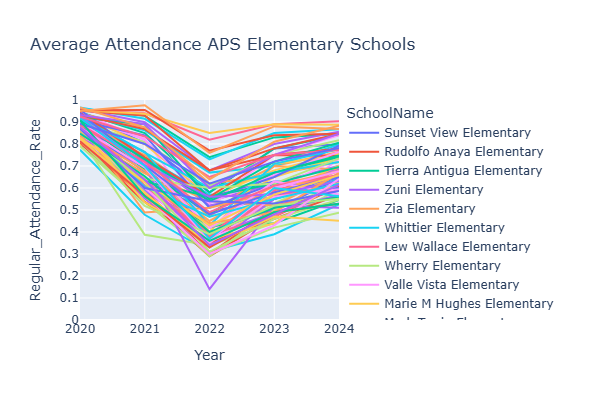 Average Attendance APS Elementary Schools
Regular_Attendance_Rate
1
0.9
0.8
0.7
0.6
0.5
0.4
0.3
0.2
0.1
0
2020
2021
2022
2023
2024
Year
SchoolName
Sunset View Elementary
Rudolfo Anaya Elementary
Tierra Antigua Elementary
Zuni Elementary
Zia Elementary
Whittier Elementary
Lew Wallace Elementary
Wherry Elementary
Valle Vista Elementary
Marie M Hughes Elementary